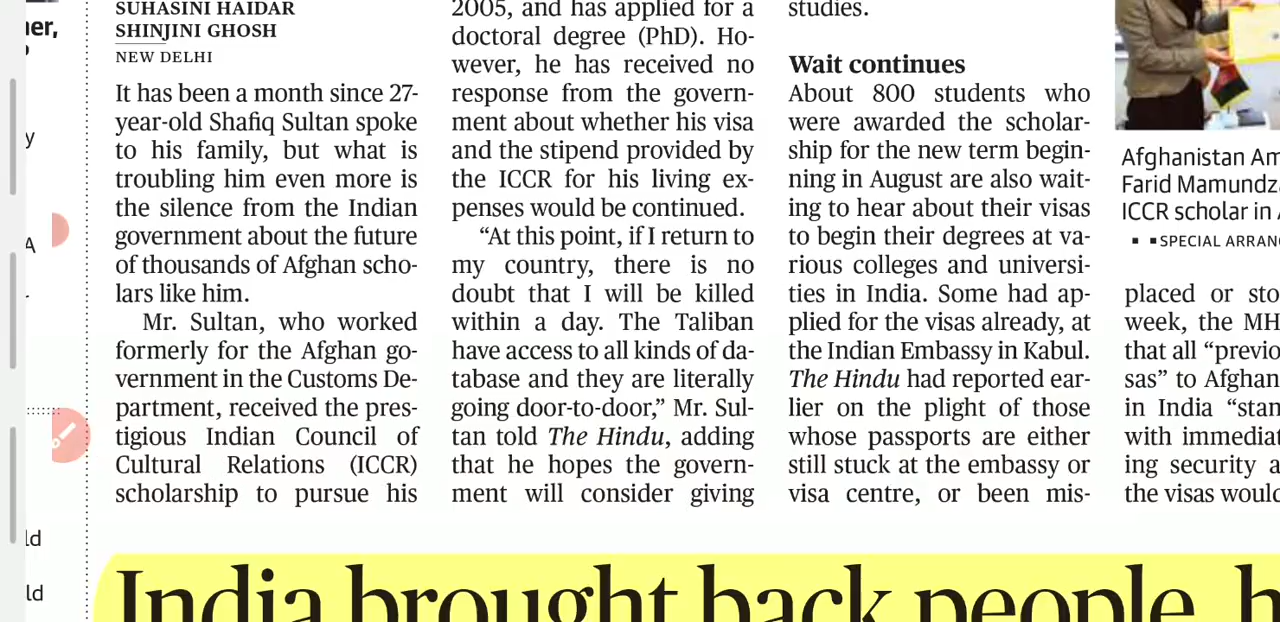 SUHASINI HAIDAR
SHINJINI GHOSH
NEW DELHI
It has been a month since 27-
year-old Shafiq Sultan spoke
to his family, but what is
troubling him even more is
the silence from the Indian
government about the future
of thousands of Afghan scho-
lars like him.
Mr. Sultan, who worked
formerly for the Afghan go-
vernment in the Customs De-
partment, received the pres-
tigious Indian Council of
Cultural Relations (ICCR)
scholarship to pursue his
2005, and has applied for a
doctoral degree (PhD). Ho-
wever, he has received no
response from the govern-
ment about whether his visa
and the stipend provided by
the ICCR for his living ex-
penses would be continued.
“At this point, if I return to
my country, there is no
doubt that I will be killed
within a day. The Taliban
have access to all kinds of da-
tabase and they are literally
going door-to-door,” Mr. Sul-
tan told The Hindu, adding
that he hopes the govern-
ment will consider giving
studies.
Wait continues
About 800 students who
were awarded the scholar-
ship for the new term begin-
ning in August are also wait-
ing to hear about their visas
to begin their degrees at va-
rious colleges and universi-
ties in India. Some had ap-
plied for the visas already, at
the Indian Embassy in Kabul.
The Hindu had reported ear-
lier on the plight of those
whose passports are either
still stuck at the embassy or
visa centre, or been mis-
Afghanistan Am
Farid Mamundz
ICCR scholar in
SPECIAL ARRAN
placed or sto
week, the MH
that all “previo
sas” to Afghan
in India “stan
with immediat
ing security a
the visas would
India brought back people, h